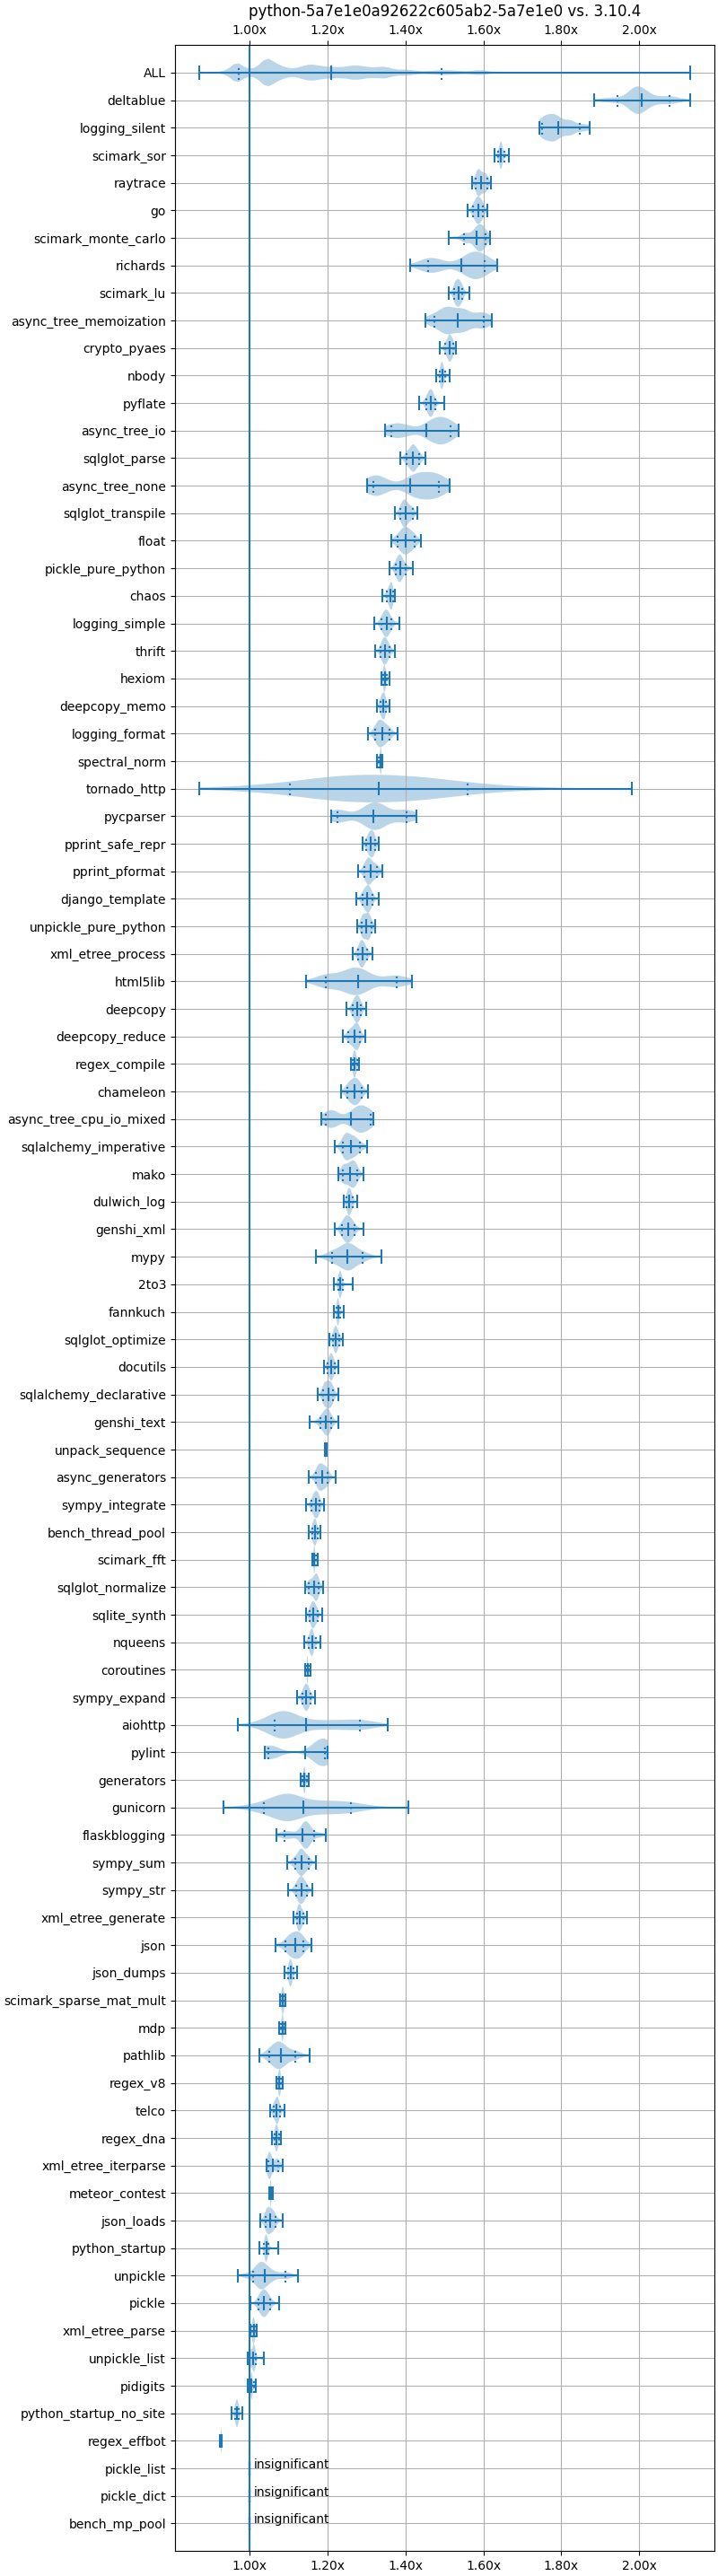 python-5a7e1e0a92622c605ab2-5a7e1e0 vs. 3.10.4
1.00x 1.20x 1.40x 1.60x 1.80x 2.00x
ALL
deltablue
logging_silent
scimark_sor
raytrace
go
scimark_monte_carlo
richards
scimark_lu
async_tree_memoization
crypto_pyaes
nbody
pyflate
async_tree_io
sqlglot_parse
async_tree_none
sqlglot_transpile
float
pickle_pure_python
chaos
logging_simple
thrift
hexiom
deepcopy_memo
logging_format
spectral_norm
tornado_http
pycparser
pprint_safe_repr
pprint_pformat
django_template
unpickle_pure_python
xml_etree_process
html5lib
deepcopy
deepcopy_reduce
regex_compile
chameleon
async_tree_cpu_io_mixed
sqlalchemy_imperative
mako
dulwich_log
genshi_xml
mypy
2to3
fannkuch
sqlglot_optimize
docutils
sqlalchemy_declarative
genshi_text
unpack_sequence
async_generators
sympy_integrate
bench_thread_pool
scimark_fft
sqlglot_normalize
sqlite_synth
nqueens
coroutines
sympy_expand
aiohttp
pylint
generators
gunicorn
flaskblogging
sympy_sum
sympy_str
xml_etree_generate
json
json_dumps
scimark_sparse_mat_mult
mdp
pathlib
regex_v8
telco
regex_dna
xml_etree_iterparse
meteor_contest
json_loads
python_startup
unpickle
pickle
xml_etree_parse
unpickle_list
pidigits
python_startup_no_site
regex_effbot
pickle_list insignificant
pickle_dict insignificant
bench_mp_pool insignificant
1.00x 1.20x 1.40x 1.60x 1.80x 2.00x